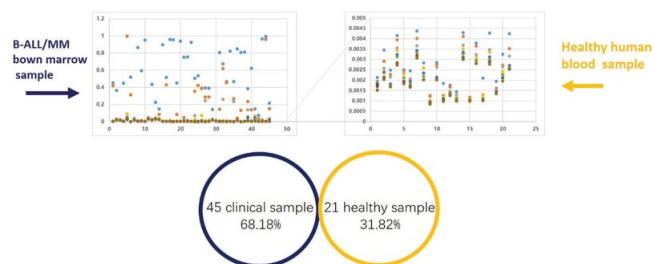 B-ALL/MM
bown marrow
sample
1.2
1
0.8
0.6
0.4
0.2
0
0 10 20 30 40 50
0.005
0.0045
0.004
0.0035
0.003
0.0025
0.002
0.0015
0.001
0.0005
0
0 5 10 15 20 25
Healthy human
blood sample
45 clinical sample
68.18%
21 healthy sample
31.82%